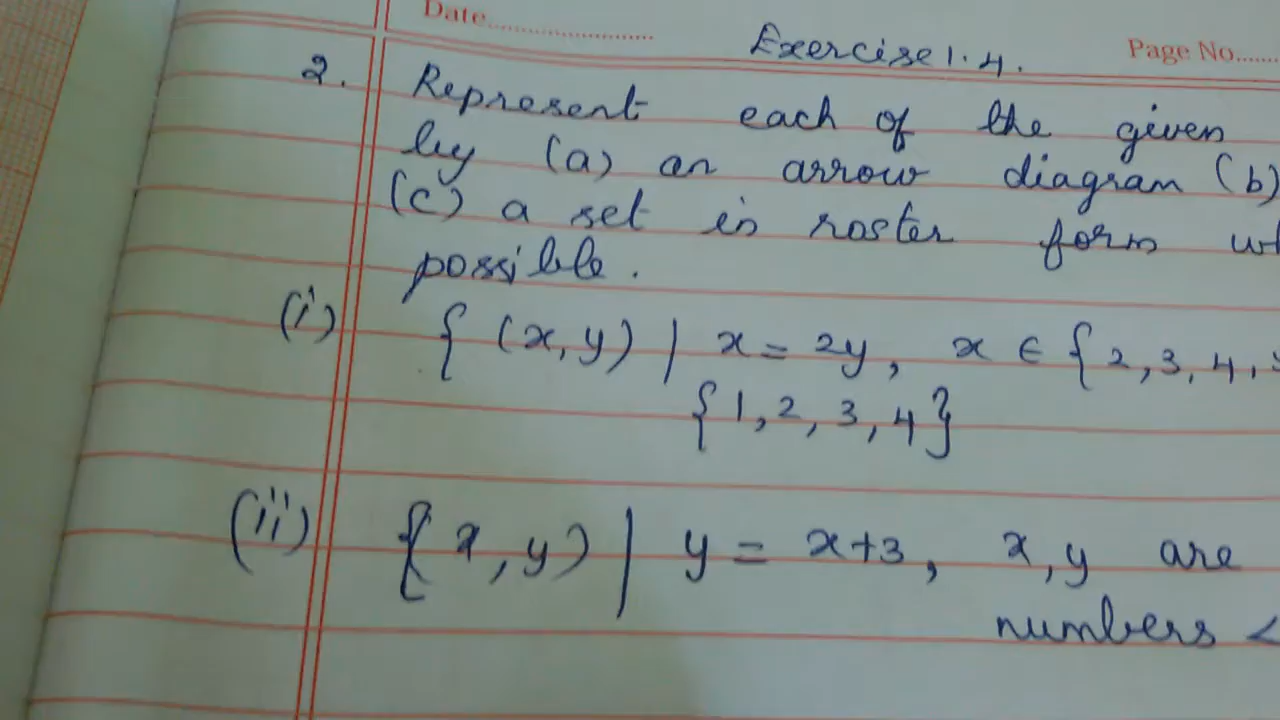 Date
Exercise 1.4.
Page No.
2. Represent each of the given
by (a) an arrow diagram (b)
(c) a set in roster form
possible.
(i) { (x, y) | x = 2y, x ∈ { 2, 3, 4,
{ 1, 2, 3, 4 }
(ii) { x, y ) | y = x+3, x, y are
numbers <